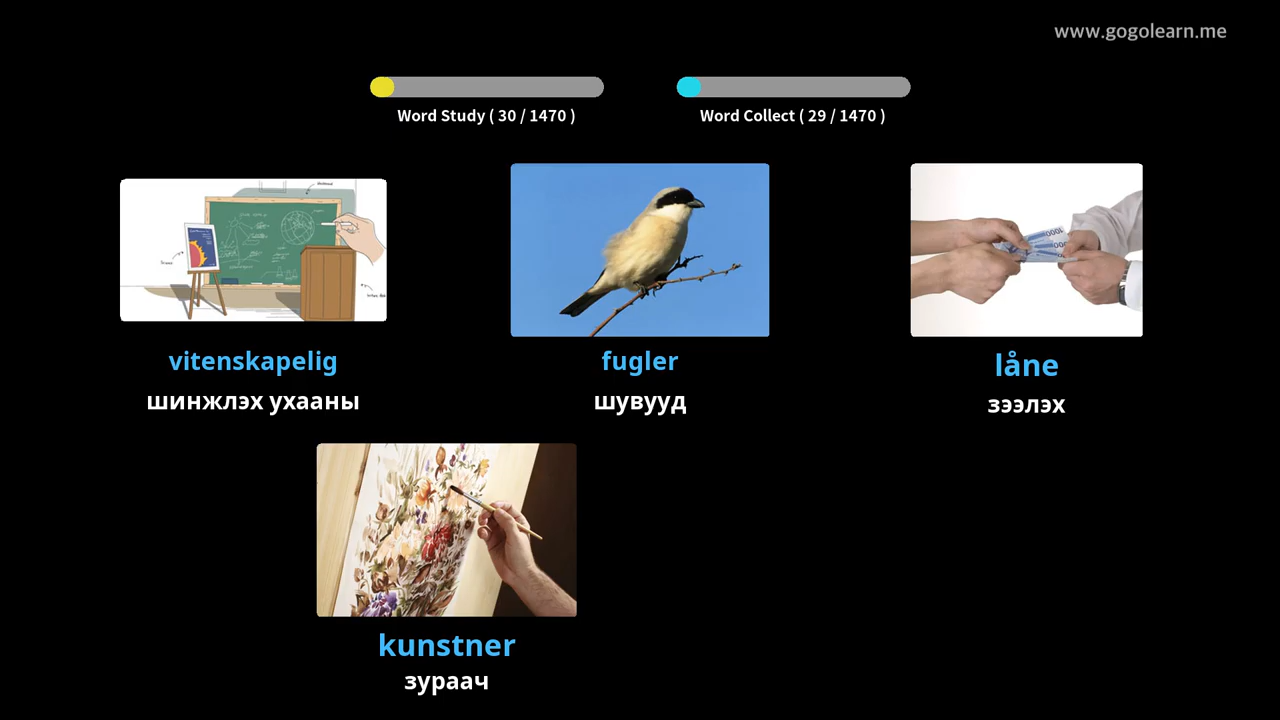 www.gogolearn.me
Word Study ( 30 / 1470 )
Word Collect ( 29 / 1470 )
vitenskapelig
шинжлэх ухааны
fugler
шувууд
låne
зээлэх
kunstner
зураач